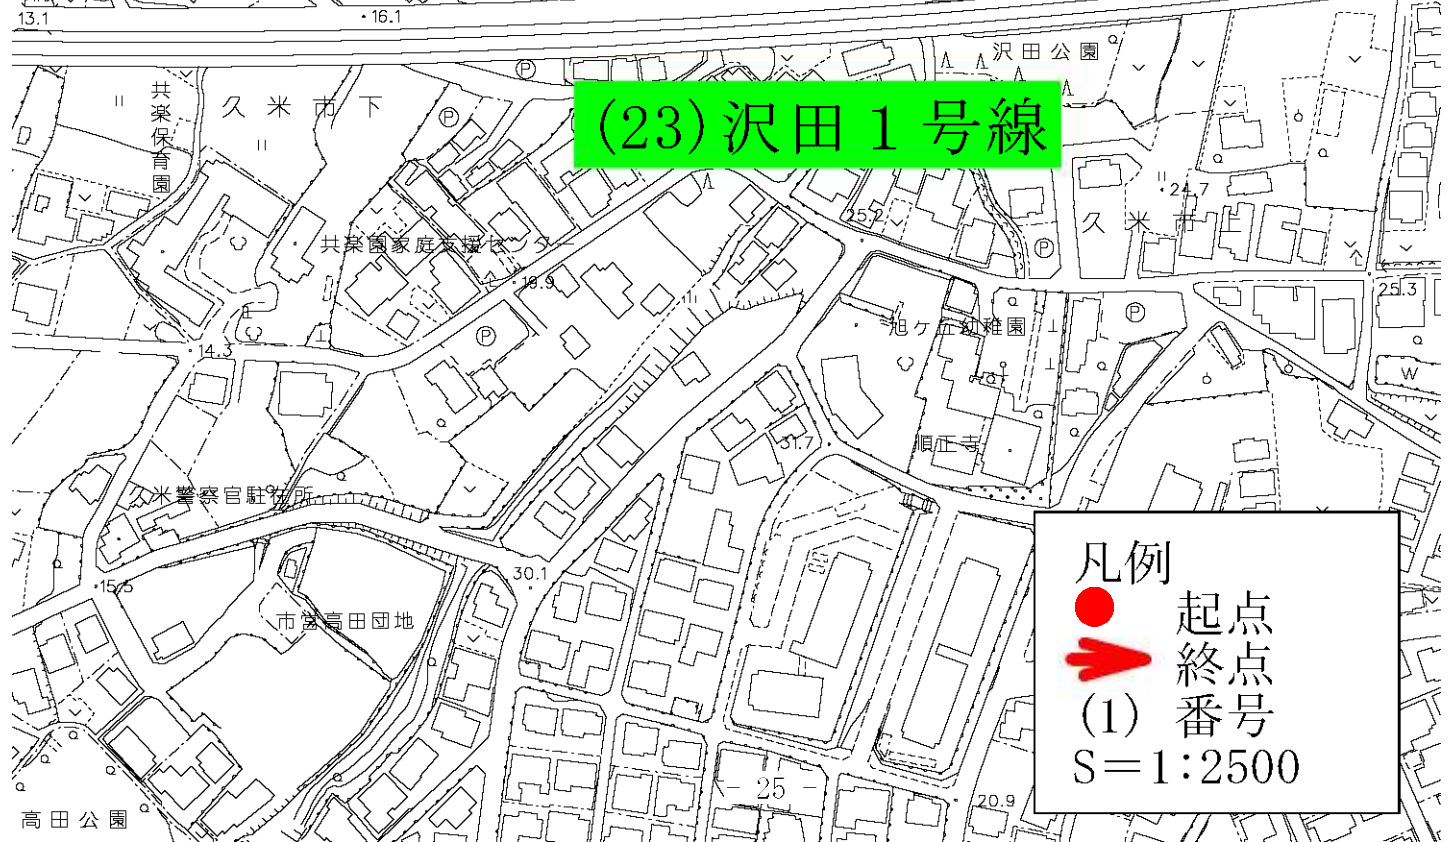 13.1
16.1
沢田公園
P
共楽保育園
久米市下
P
(23)沢田１号線
24.7
25.2
久米市上
P
共楽園家庭支援センター
19.9
25.3
旭ケ丘幼稚園
P
P
14.3
W
31.7
順正寺
久米警察官駐在所
30.1
15.5
市営高田団地
凡例
起点
終点
(1) 番号
S＝1:2500
- 25 -
20.9
高田公園